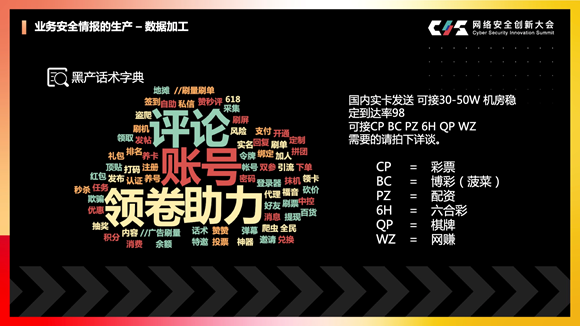 业务安全情报的生产 – 数据加工
CIS 网络安全创新大会
Cyber Security Innovation Summit
黑产话术字典
国内实卡发送 可接30-50W 机房稳
定到达率98
可接CP BC PZ 6H QP WZ
需要的请拍下详谈。
CP = 彩票
BC = 博彩（菠菜）
PZ = 配资
6H = 六合彩
QP = 棋牌
WZ = 网赚
地摊 //刷量刷单
签到 自助 私信 赞秒评 618
盗爬 采集
评论
刷屏
刷机 风险 支付 开通
领取 发帖 实名 回复 刷单 定制
礼包 排名 养卡
账号
令牌 绑定 加人 拼团
顶贴 打码 注册 帐号 双参 引流 下单
红包 发布 认证 养号 密码 登录器 抹机 领卡
秒杀 任务
领卷助力
代理 福音 砍价
欺骗 好友 刷票 中控
优惠 消息 提现 百货
抽奖 内容 //广告刷量 话术 赞赞 弹幕 爬虫 全民
积分 消费 余额 特邀 投票 神器 邀请 兑换